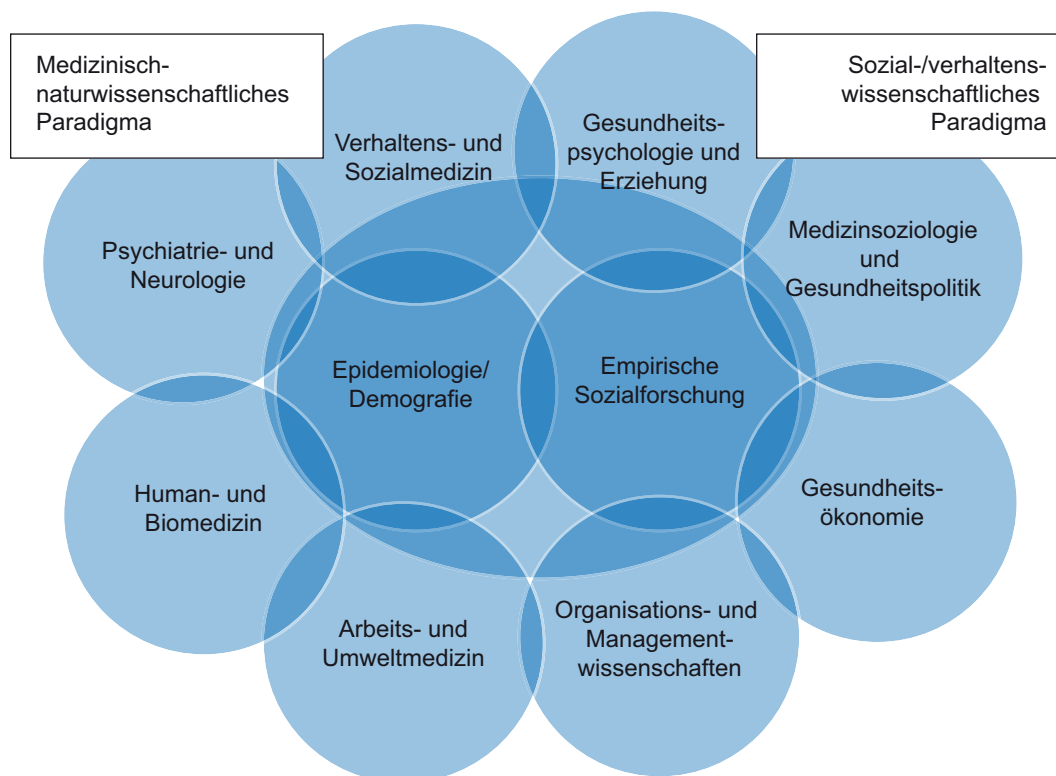 Medizinisch-
naturwissenschaftliches
Paradigma
Sozial-/verhaltens-
wissenschaftliches
Paradigma
Verhaltens- und
Sozialmedizin
Gesundheits-
psychologie und
Erziehung
Psychiatrie- und
Neurologie
Medizinsoziologie
und
Gesundheitspolitik
Epidemiologie/
Demografie
Empirische
Sozialforschung
Human- und
Biomedizin
Gesundheits-
ökonomie
Arbeits- und
Umweltmedizin
Organisations- und
Management-
wissenschaften